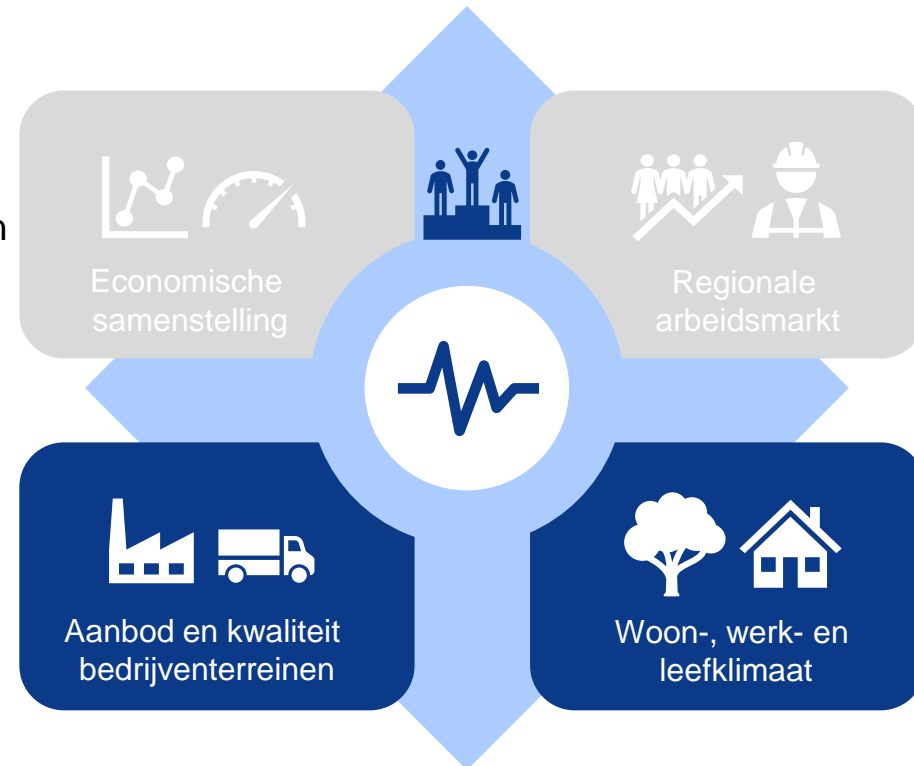 Economische
samenstelling
Regionale
arbeidsmarkt
Aanbod en kwaliteit
bedrijventerreinen
Woon-, werk- en
leefklimaat